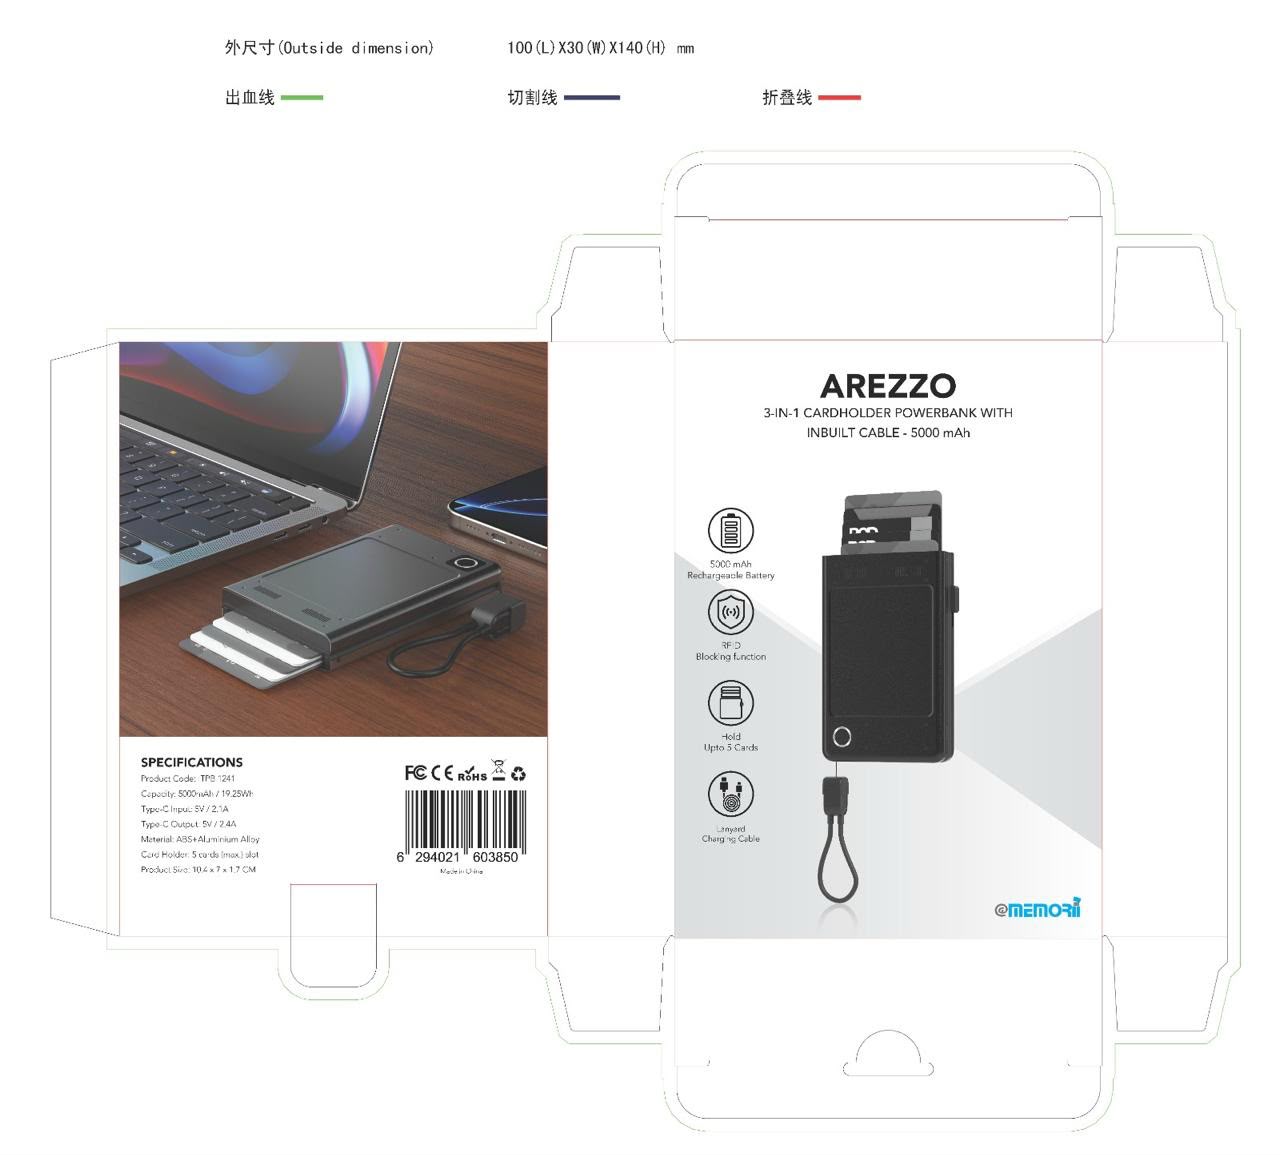 外尺寸(Outside dimension) 100(L)X30(W)X140(H) mm
出血线 切割线 折叠线
AREZZO
3-IN-1 CARDHOLDER POWERBANK WITH
INBUILT CABLE - 5000 mAh
5000 mAh
Rechargeable Battery
RFID
Blocking function
Hold
Upto 5 Cards
Lanyard
Charging Cable
@MEMORii
SPECIFICATIONS
Product Code: TPB 1241
Capacity: 5000mAh / 19.25Wh
Type-C Input: 5V / 2.1A
Type-C Output: 5V / 2.4A
Material: ABS+Aluminium Alloy
Card Holder: 5 cards (max.) slot
Product Size: 10.4 x 7 x 1.7 CM
FC CE RoHS
6 294021 603850
Made in China